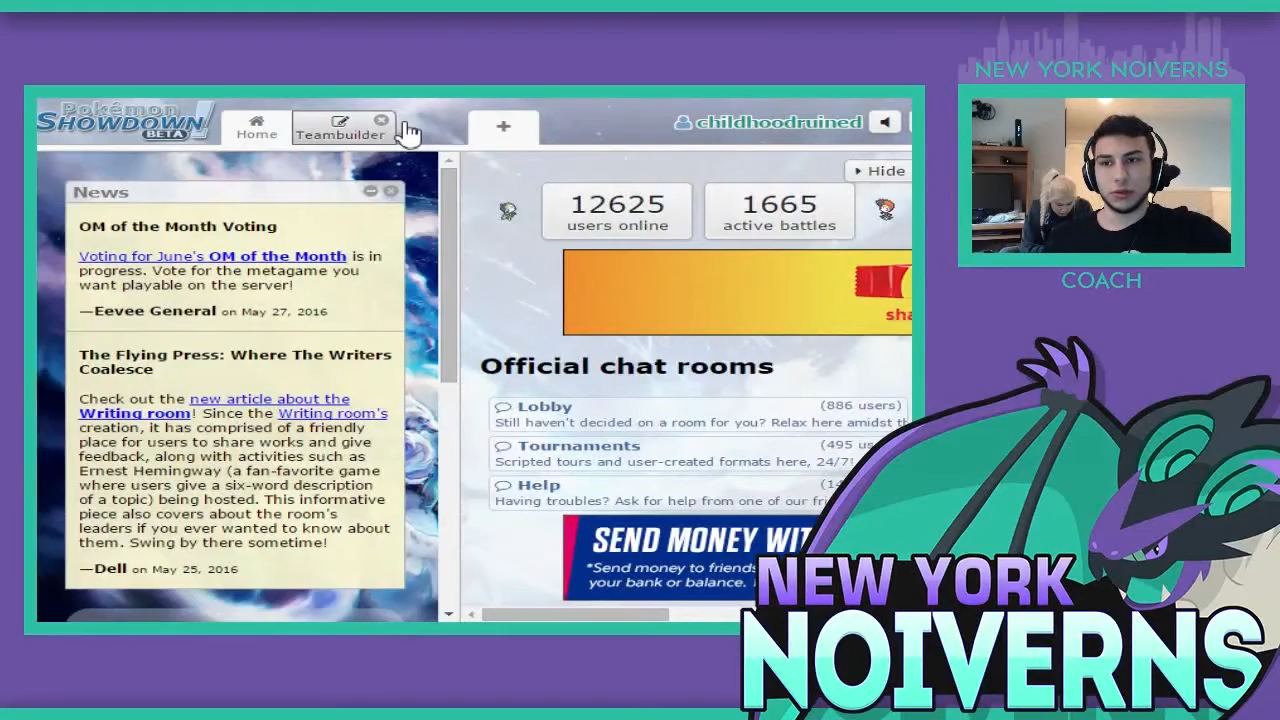 NEW YORK NOIVERNS
Pokémon
SHOWDOWN!
BETA
Home
Teambuilder
+
childhoodruined
News
OM of the Month Voting
Voting for June's OM of the Month is in
progress. Vote for the metagame you
want playable on the server!
—Eevee General on May 27, 2016
The Flying Press: Where The Writers
Coalesce
Check out the new article about the
Writing room! Since the Writing room's
creation, it has comprised of a friendly
place for users to share works and give
feedback, along with activities such as
Ernest Hemingway (a fan-favorite game
where users give a six-word description
of a topic) being hosted. This informative
piece also covers about the room's
leaders if you ever wanted to know about
them. Swing by there sometime!
—Dell on May 25, 2016
Hide
12625
users online
1665
active battles
sha
Official chat rooms
Lobby (886 users)
Still haven't decided on a room for you? Relax here amidst th
Tournaments (495 us
Scripted tours and user-created formats here, 24/7!
Help (14
Having troubles? Ask for help from one of our fri
SEND MONEY WIT
*Send money to friends
your bank or balance.
COACH
NEW YORK
NOIVERNS